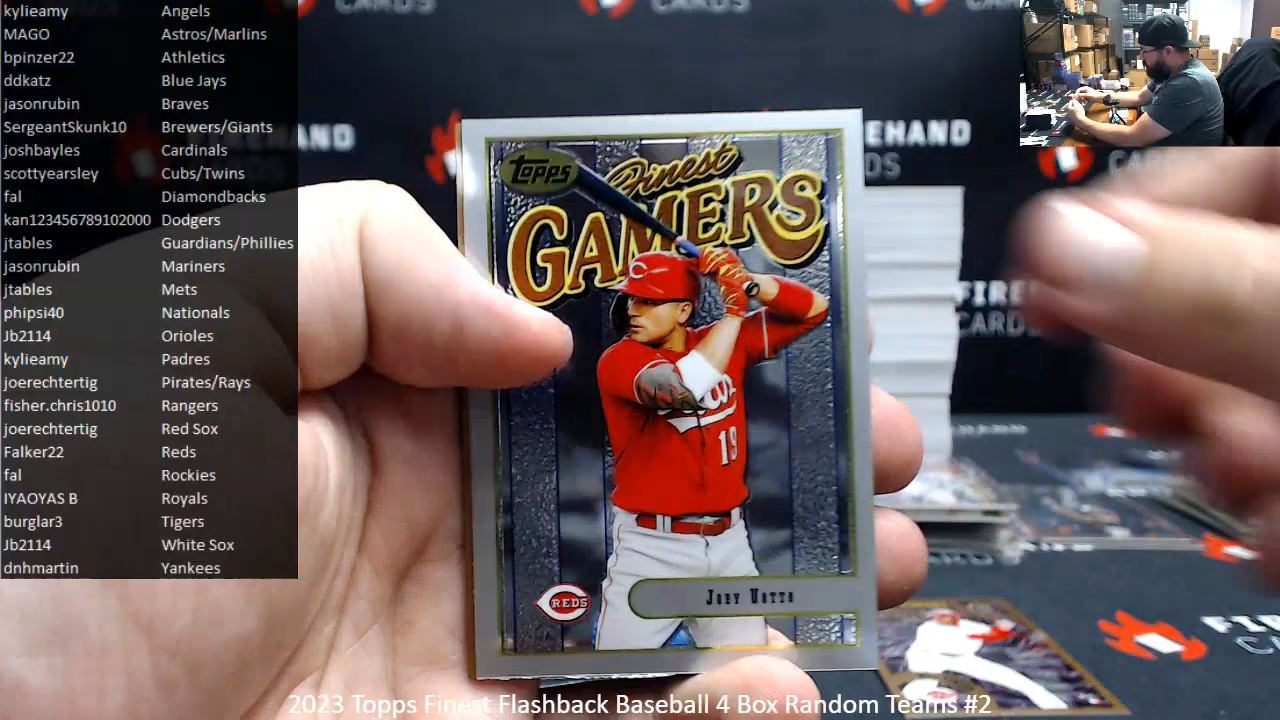 kylieamy Angels
MAGO Astros/Marlins
bpinzer22 Athletics
ddkatz Blue Jays
jasonrubin Braves
SergeantSkunk10 Brewers/Giants
joshbayles Cardinals
scottyearsley Cubs/Twins
fal Diamondbacks
kan123456789102000 Dodgers
jtables Guardians/Phillies
jasonrubin Mariners
jtables Mets
phipsi40 Nationals
Jb2114 Orioles
kylieamy Padres
joerechtertig Pirates/Rays
fisher.chris1010 Rangers
joerechtertig Red Sox
Falker22 Reds
fal Rockies
IYAOYAS B Royals
burglar3 Tigers
Jb2114 White Sox
dnhmartin Yankees
CARDS
CARDS
Topps
Finest
GAMERS
19
REDS
Joey Votto
2023 Topps Finest Flashback Baseball 4 Box Random Teams #2